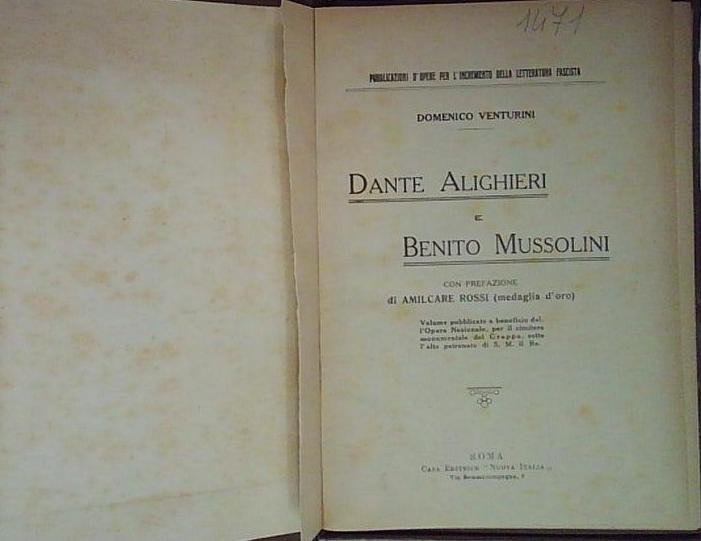 1471
PUBBLICAZIONI D'OPERE PER L'INCREMENTO DELLA LETTERATURA FASCISTA
DOMENICO VENTURINI
DANTE ALIGHIERI
E
BENITO MUSSOLINI
CON PREFAZIONE
di AMILCARE ROSSI (medaglia d'oro)
Volume pubblicato a beneficio del-
l'Opera Nazionale, per il cimitero
monumentale del Grappa, sotto
l'alto patronato di S. M. il Re.
ROMA
CASA EDITRICE "NUOVA ITALIA„
Via Boncompagni,